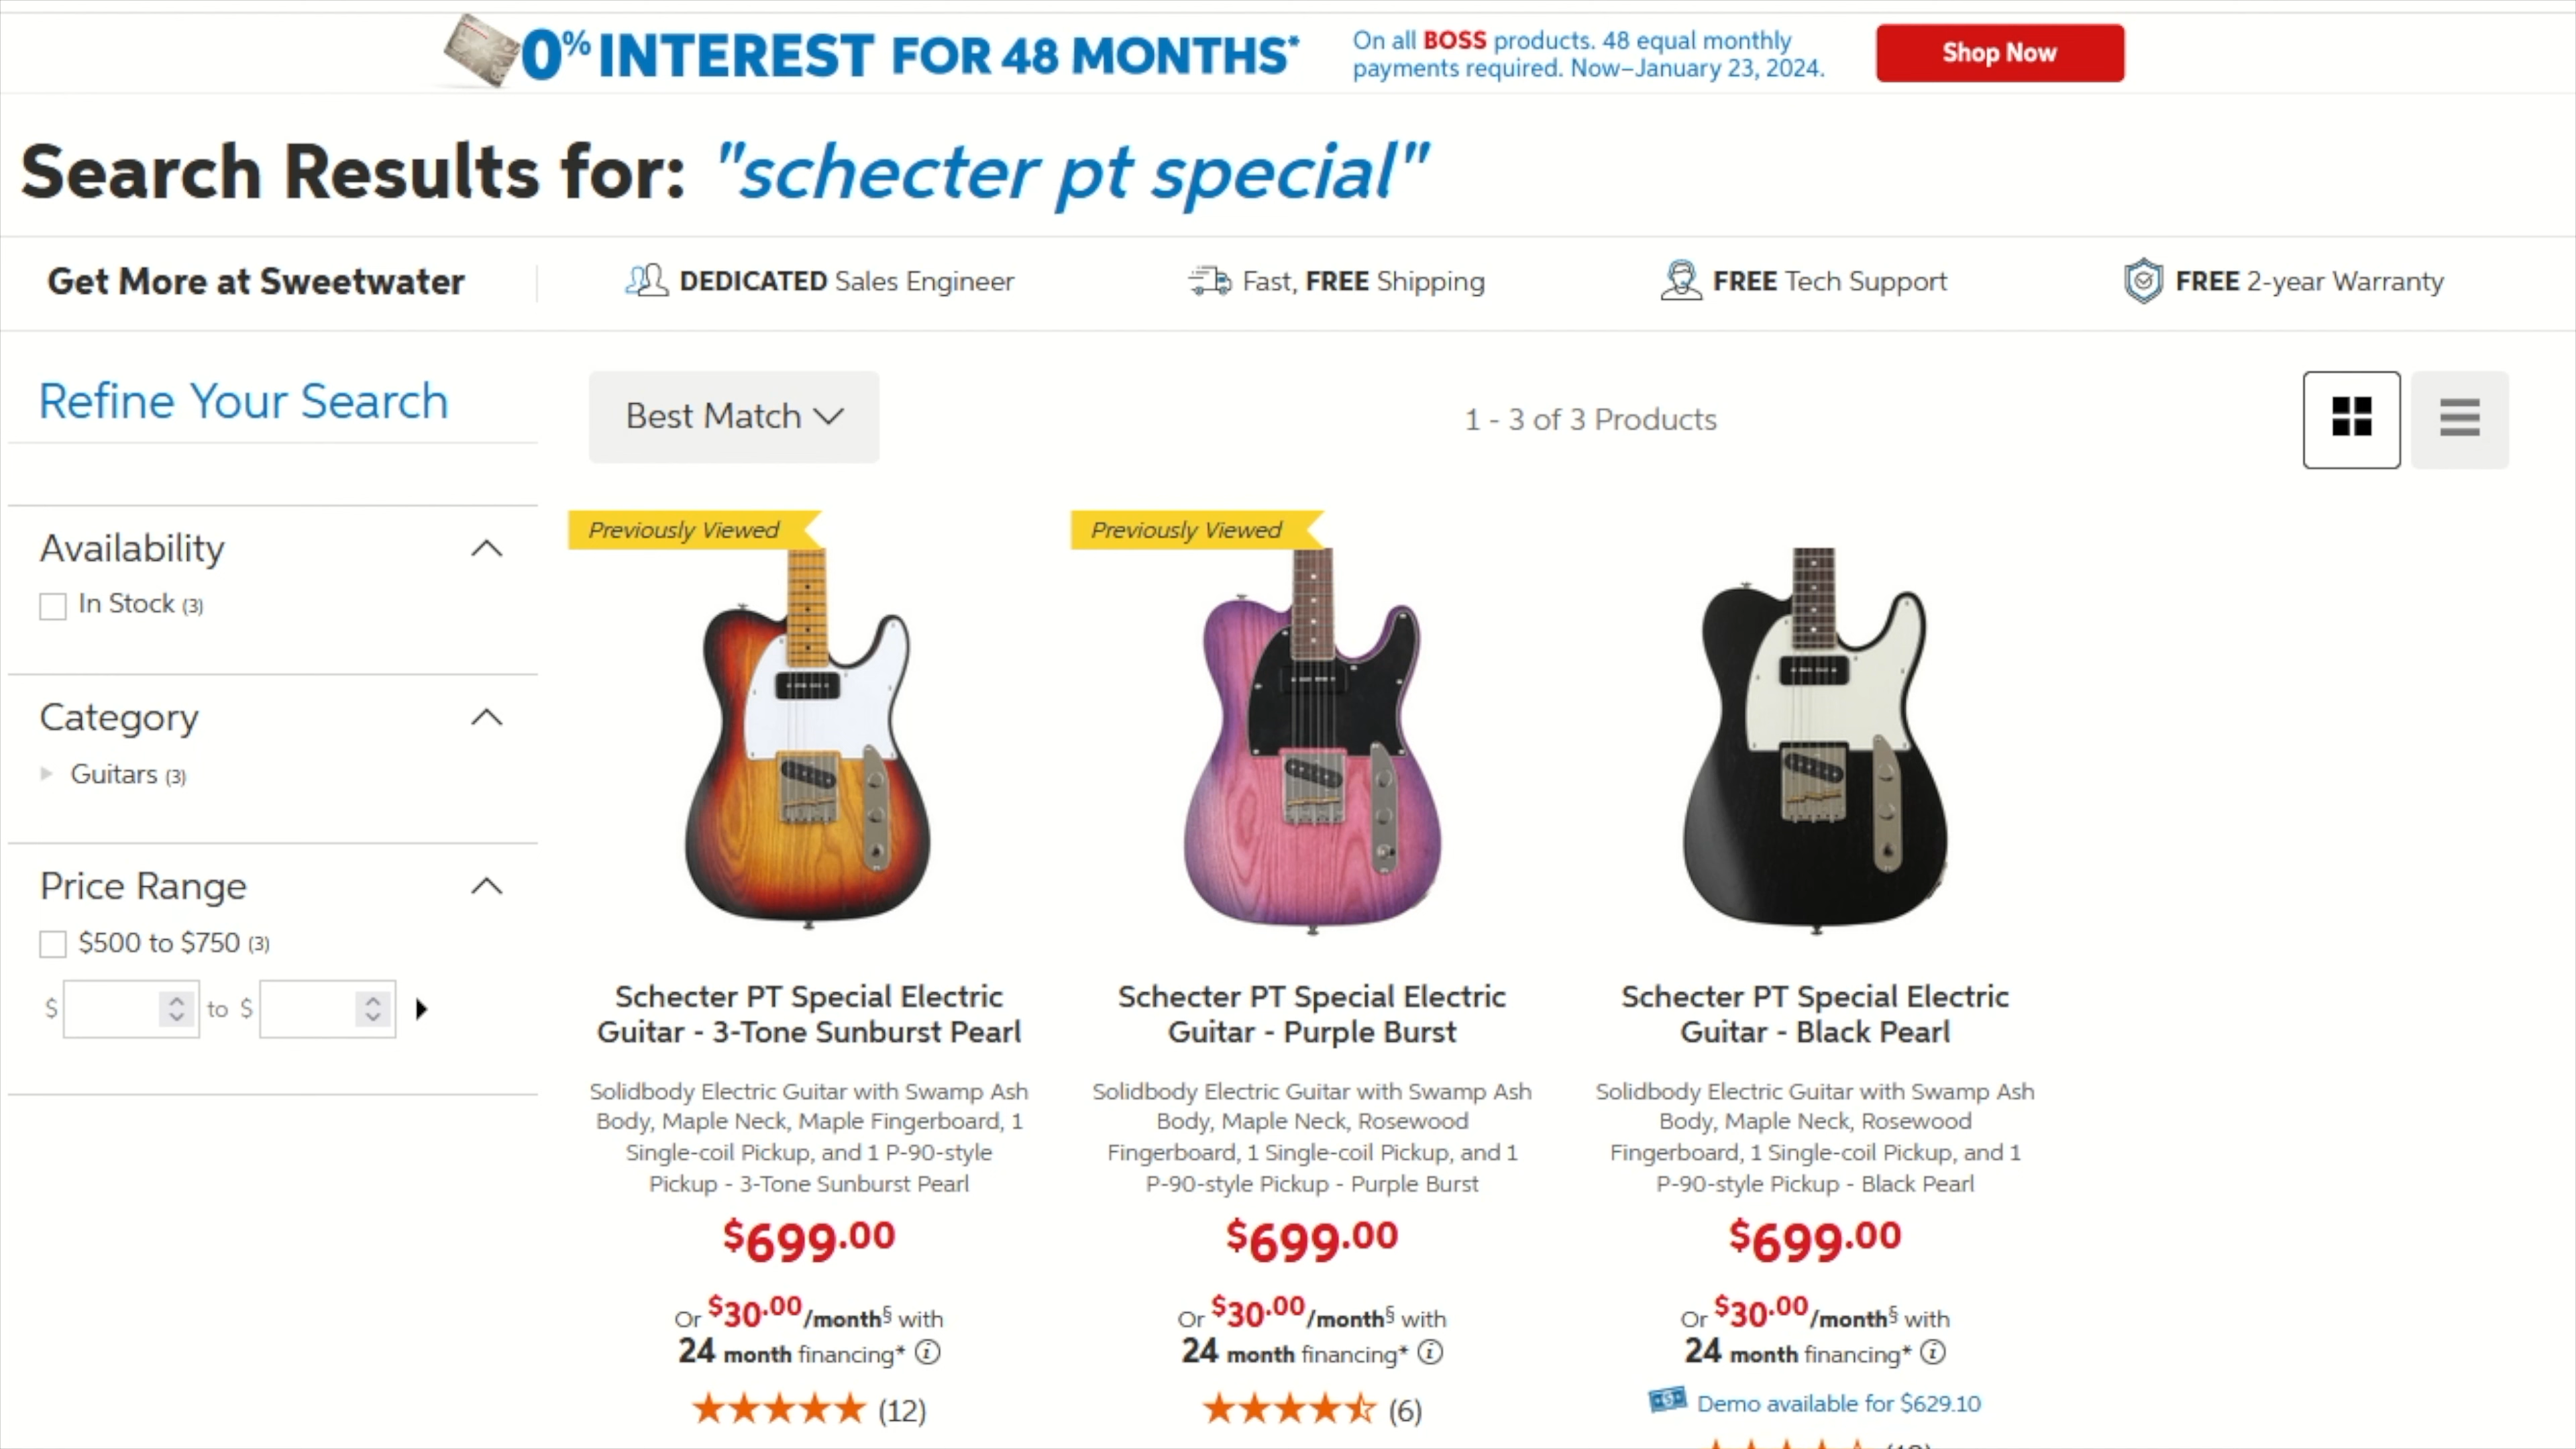 0% INTEREST FOR 48 MONTHS*
On all BOSS products. 48 equal monthly
payments required. Now–January 23, 2024.
Shop Now
Search Results for: "schecter pt special"
Get More at Sweetwater
DEDICATED Sales Engineer
Fast, FREE Shipping
FREE Tech Support
FREE 2-year Warranty
Refine Your Search
Best Match
1 - 3 of 3 Products
Availability
In Stock (3)
Category
Guitars (3)
Price Range
$500 to $750 (3)
$ to $
Previously Viewed
Schecter PT Special Electric
Guitar - 3-Tone Sunburst Pearl
Solidbody Electric Guitar with Swamp Ash
Body, Maple Neck, Maple Fingerboard, 1
Single-coil Pickup, and 1 P-90-style
Pickup - 3-Tone Sunburst Pearl
$699.00
Or $30.00/month§ with
24 month financing*
(12)
Previously Viewed
Schecter PT Special Electric
Guitar - Purple Burst
Solidbody Electric Guitar with Swamp Ash
Body, Maple Neck, Rosewood
Fingerboard, 1 Single-coil Pickup, and 1
P-90-style Pickup - Purple Burst
$699.00
Or $30.00/month§ with
24 month financing*
(6)
Schecter PT Special Electric
Guitar - Black Pearl
Solidbody Electric Guitar with Swamp Ash
Body, Maple Neck, Rosewood
Fingerboard, 1 Single-coil Pickup, and 1
P-90-style Pickup - Black Pearl
$699.00
Or $30.00/month§ with
24 month financing*
Demo available for $629.10